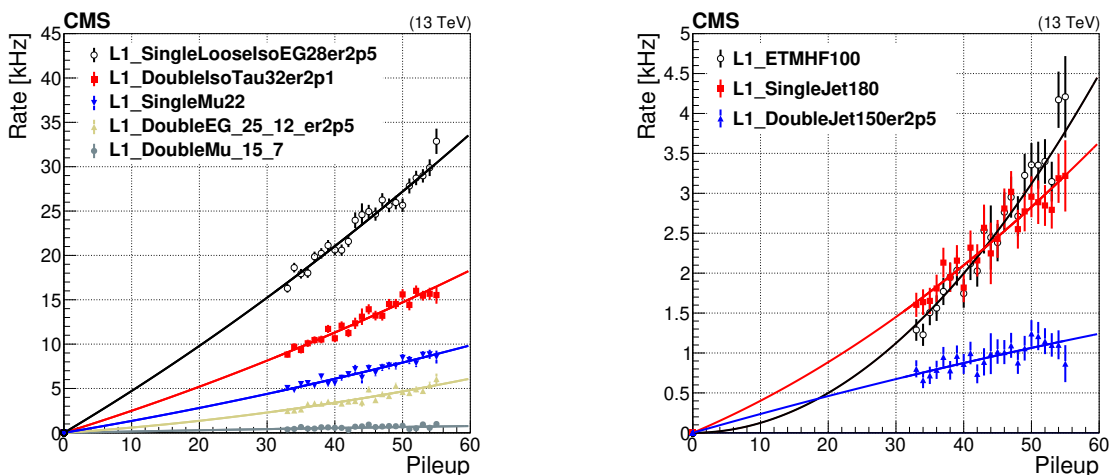 CMS (13 TeV)
Rate [kHz]
45
40
35
30
25
20
15
10
5
0
L1_SingleLooseIsoEG28er2p5
L1_DoubleIsoTau32er2p1
L1_SingleMu22
L1_DoubleEG_25_12_er2p5
L1_DoubleMu_15_7
0 10 20 30 40 50 60
Pileup
CMS (13 TeV)
Rate [kHz]
5
4.5
4
3.5
3
2.5
2
1.5
1
0.5
0
L1_ETMHF100
L1_SingleJet180
L1_DoubleJet150er2p5
0 10 20 30 40 50 60
Pileup